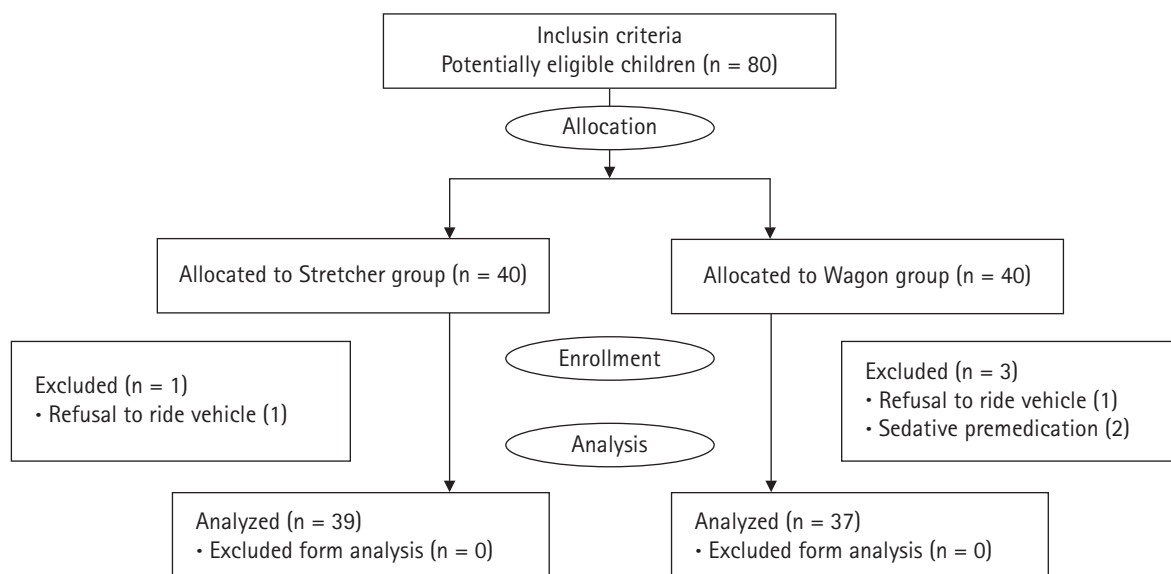 Inclusin criteria
Potentially eligible children (n = 80)
Allocation
Allocated to Stretcher group (n = 40)
Allocated to Wagon group (n = 40)
Enrollment
Excluded (n = 1)
• Refusal to ride vehicle (1)
Excluded (n = 3)
• Refusal to ride vehicle (1)
• Sedative premedication (2)
Analysis
Analyzed (n = 39)
• Excluded form analysis (n = 0)
Analyzed (n = 37)
• Excluded form analysis (n = 0)